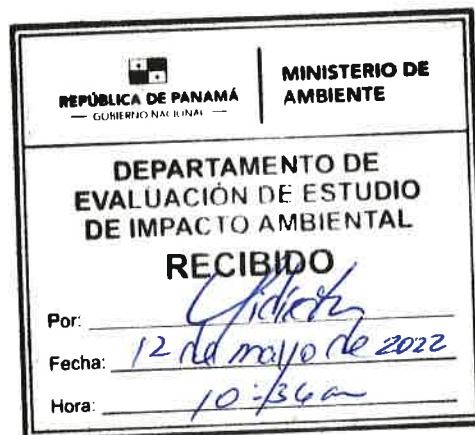 REPÚBLICA DE PANAMÁ
— GOBIERNO NACIONAL —
MINISTERIO DE
AMBIENTE
DEPARTAMENTO DE
EVALUACIÓN DE ESTUDIO
DE IMPACTO AMBIENTAL
RECIBIDO
Por:
Fecha: 12 de mayo de 2022
Hora: 10:36am